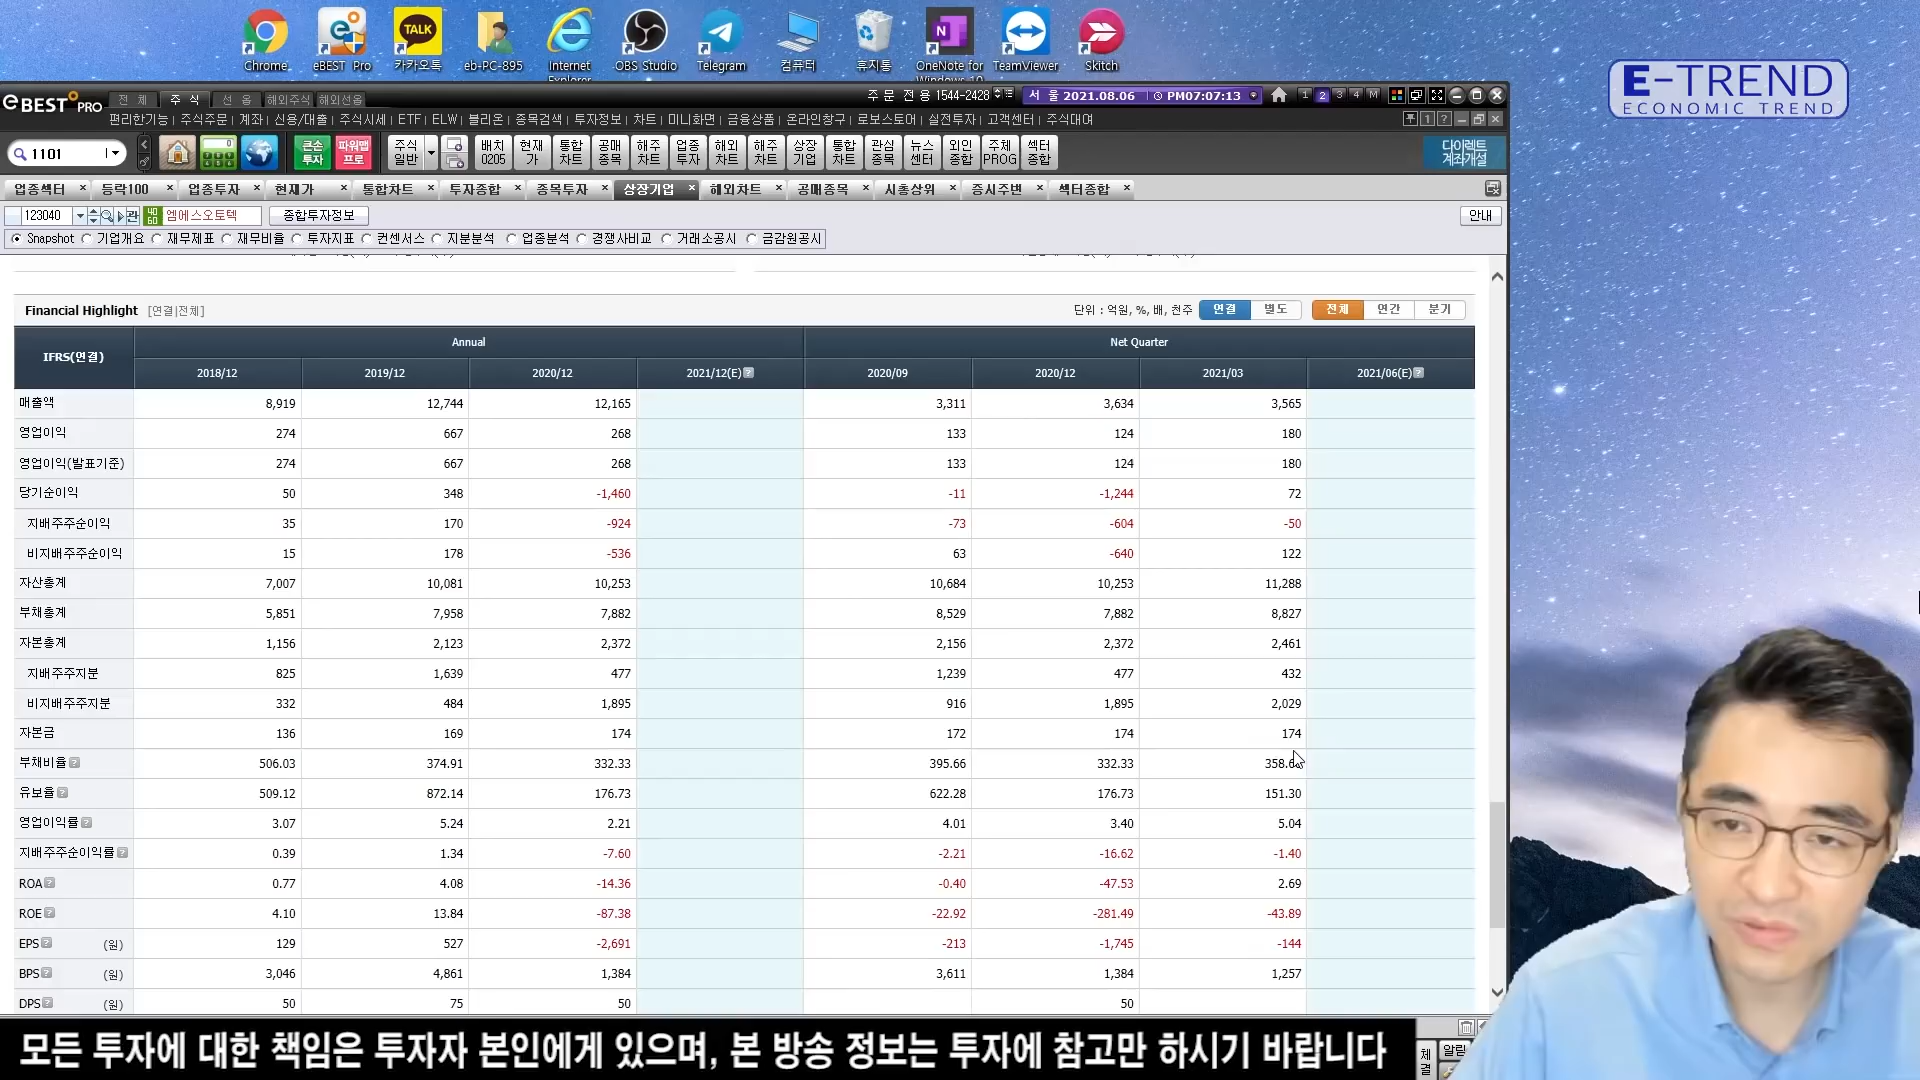 Chrome eBEST Pro 카카오톡 eb-PC-895 Internet Explorer OBS Studio Telegram 컴퓨터 휴지통 OneNote for Windows 10 TeamViewer Skitch
E-TREND
ECONOMIC TREND
eBEST PRO 전 체 주 식 선 옵 해외주식 해외선옵 주 문 전 용 1544-2428 서 울 2021.08.06 PM07:07:13 1 2 3 4 M
편리한기능 주식주문 계좌 신용/대출 주식시세 ETF ELW 블리온 종목검색 투자정보 차트 미니화면 금융상품 온라인창구 로보스토어 실전투자 고객센터 주식대여
1101 큰손투자 파워맵프로 주식일반 배치0205 현재가 통합차트 공매종목 해주차트 업종투자 해외차트 해주차트 상장기업 통합차트 관심종목 뉴스센터 외인종합 주체PROG 섹터종합 다이렉트계좌개설
업종섹터 등락100 업종투자 현재가 통합차트 투자종합 종목투자 상장기업 해외차트 공매종목 시총상위 증시주변 섹터종합
123040 엠에스오토텍 종합투자정보 안내
Snapshot 기업개요 재무제표 재무비율 투자지표 컨센서스 지분분석 업종분석 경쟁사비교 거래소공시 금감원공시
Financial Highlight [연결|전체] 단위 : 억원, %, 배, 천주 연결 별도 전체 연간 분기
IFRS(연결) Annual Net Quarter
2018/12 2019/12 2020/12 2021/12(E) 2020/09 2020/12 2021/03 2021/06(E)
매출액 8,919 12,744 12,165 3,311 3,634 3,565
영업이익 274 667 268 133 124 180
영업이익(발표기준) 274 667 268 133 124 180
당기순이익 50 348 -1,460 -11 -1,244 72
지배주주순이익 35 170 -924 -73 -604 -50
비지배주주순이익 15 178 -536 63 -640 122
자산총계 7,007 10,081 10,253 10,684 10,253 11,288
부채총계 5,851 7,958 7,882 8,529 7,882 8,827
자본총계 1,156 2,123 2,372 2,156 2,372 2,461
지배주주지분 825 1,639 477 1,239 477 432
비지배주주지분 332 484 1,895 916 1,895 2,029
자본금 136 169 174 172 174 174
부채비율 506.03 374.91 332.33 395.66 332.33
유보율 509.12 872.14 176.73 622.28 176.73 151.30
영업이익률 3.07 5.24 2.21 4.01 3.40 5.04
지배주주순이익률 0.39 1.34 -7.60 -2.21 -16.62 -1.40
ROA 0.77 4.08 -14.36 -0.40 -47.53 2.69
ROE 4.10 13.84 -87.38 -22.92 -281.49 -43.89
EPS (원) 129 527 -2,691 -213 -1,745 -144
BPS (원) 3,046 4,861 1,384 3,611 1,384 1,257
DPS (원) 50 75 50 50
모든 투자에 대한 책임은 투자자 본인에게 있으며, 본 방송 정보는 투자에 참고만 하시기 바랍니다
체결 알림